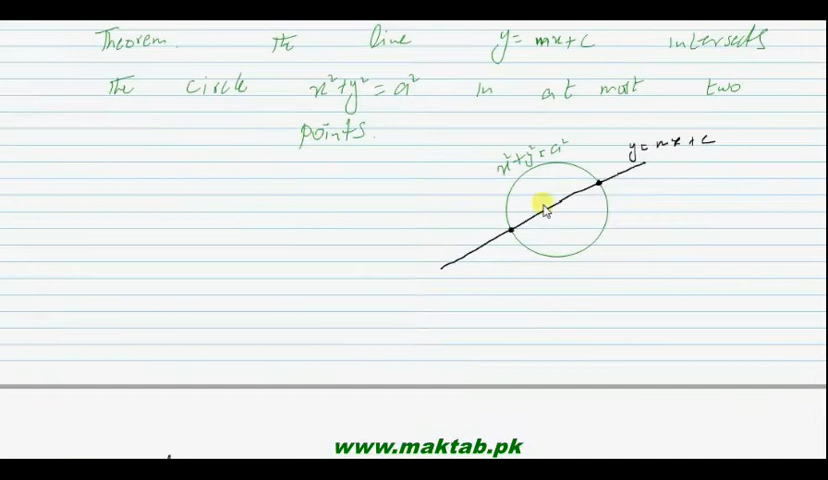 Theorem. the line y = mx + c intersects
the circle x² + y² = a² in at most two
points.
x² + y² = a²
y = mx + c
www.maktab.pk